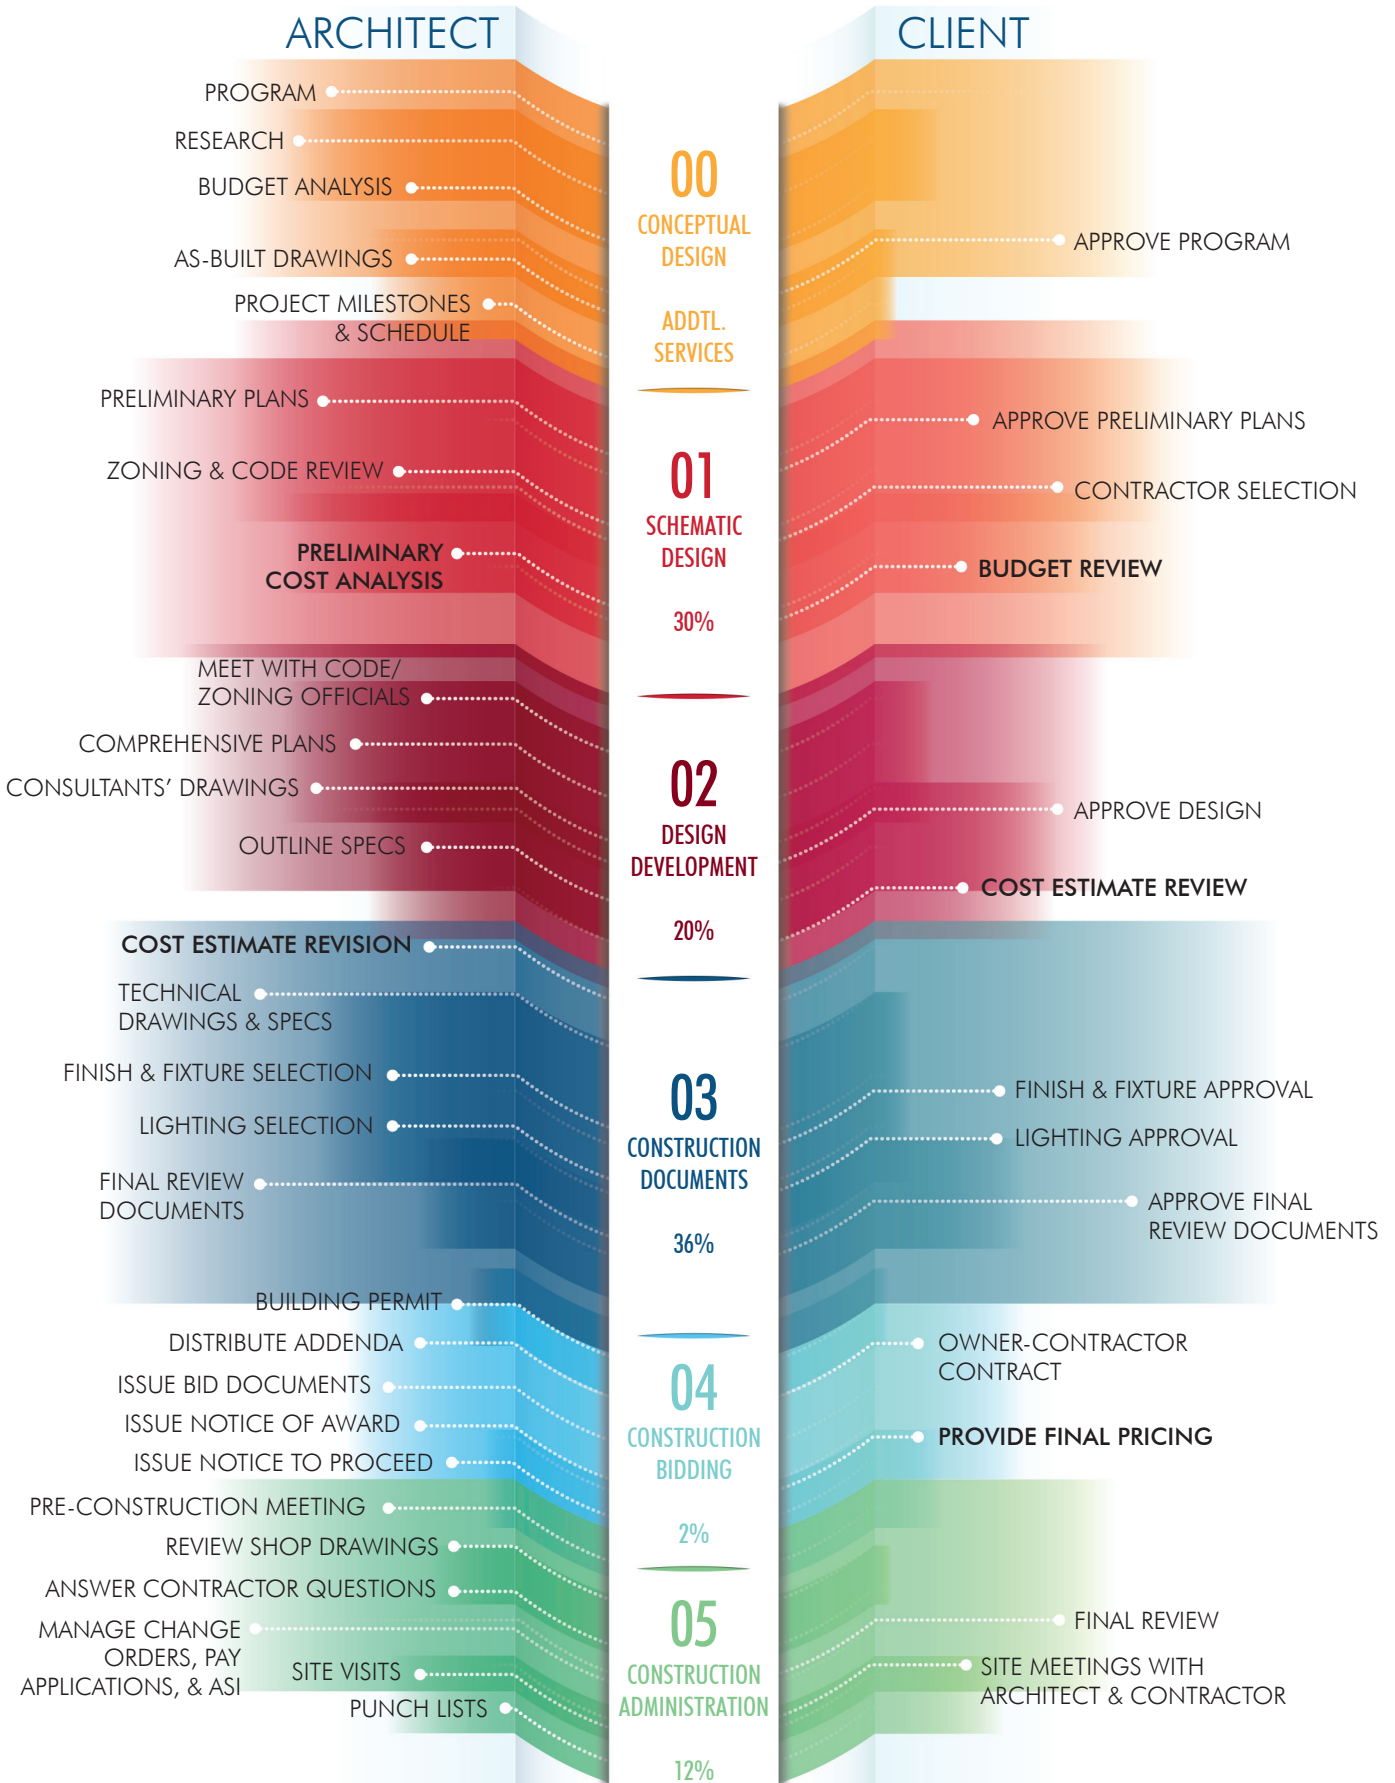 ARCHITECT
PROGRAM
RESEARCH
BUDGET ANALYSIS
AS-BUILT DRAWINGS
PROJECT MILESTONES
& SCHEDULE
PRELIMINARY PLANS
ZONING & CODE REVIEW
PRELIMINARY
COST ANALYSIS
MEET WITH CODE/
ZONING OFFICIALS
COMPREHENSIVE PLANS
CONSULTANTS' DRAWINGS
OUTLINE SPECS
COST ESTIMATE REVISION
TECHNICAL
DRAWINGS & SPECS
FINISH & FIXTURE SELECTION
LIGHTING SELECTION
FINAL REVIEW
DOCUMENTS
BUILDING PERMIT
DISTRIBUTE ADDENDA
ISSUE BID DOCUMENTS
ISSUE NOTICE OF AWARD
ISSUE NOTICE TO PROCEED
PRE-CONSTRUCTION MEETING
REVIEW SHOP DRAWINGS
ANSWER CONTRACTOR QUESTIONS
MANAGE CHANGE
ORDERS, PAY
APPLICATIONS, & ASI
SITE VISITS
PUNCH LISTS
00
CONCEPTUAL
DESIGN
ADDTL.
SERVICES
01
SCHEMATIC
DESIGN
30%
02
DESIGN
DEVELOPMENT
20%
03
CONSTRUCTION
DOCUMENTS
36%
04
CONSTRUCTION
BIDDING
2%
05
CONSTRUCTION
ADMINISTRATION
12%
CLIENT
APPROVE PROGRAM
APPROVE PRELIMINARY PLANS
CONTRACTOR SELECTION
BUDGET REVIEW
APPROVE DESIGN
COST ESTIMATE REVIEW
FINISH & FIXTURE APPROVAL
LIGHTING APPROVAL
APPROVE FINAL
REVIEW DOCUMENTS
OWNER-CONTRACTOR
CONTRACT
PROVIDE FINAL PRICING
FINAL REVIEW
SITE MEETINGS WITH
ARCHITECT & CONTRACTOR